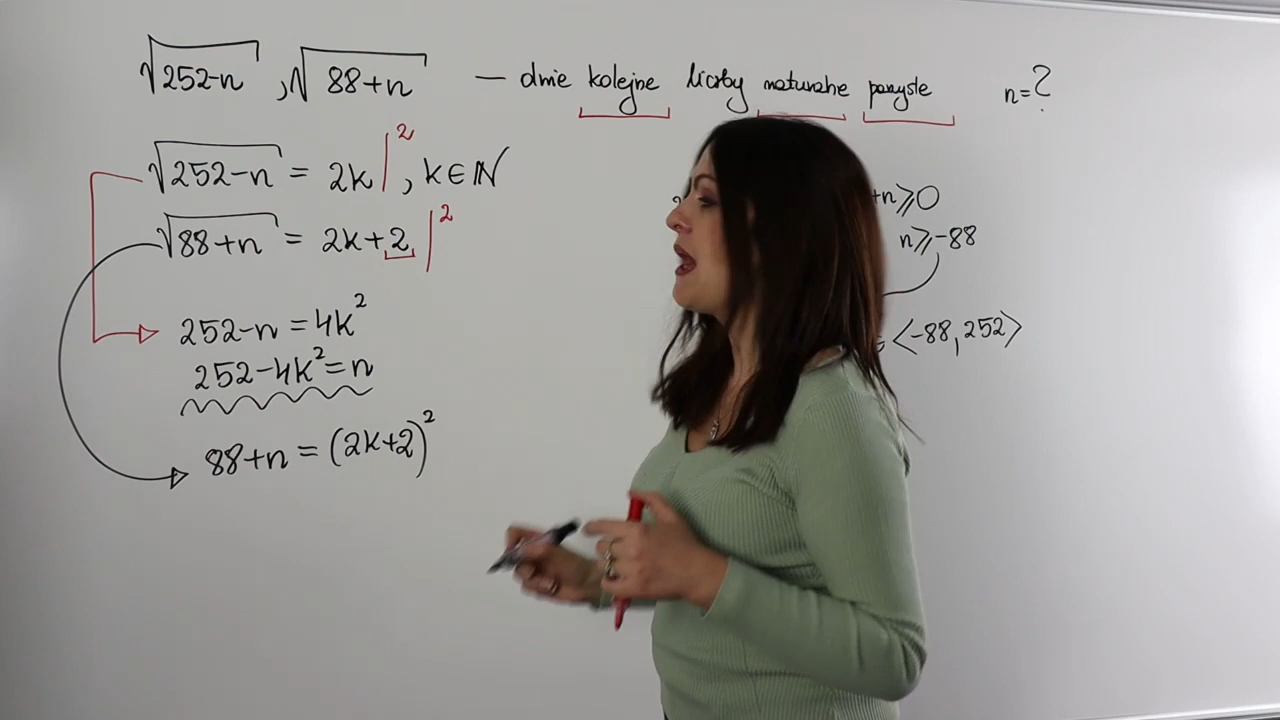 √252-n , √88+n — dwie kolejne liczby naturalne parzyste n=?
√252-n = 2k |², k∈ℕ
√88+n = 2k+2 |²
252-n = 4k²
252-4k² = n
88+n = (2k+2)²
+n ⩾ 0
n ⩾ -88
<-88, 252>